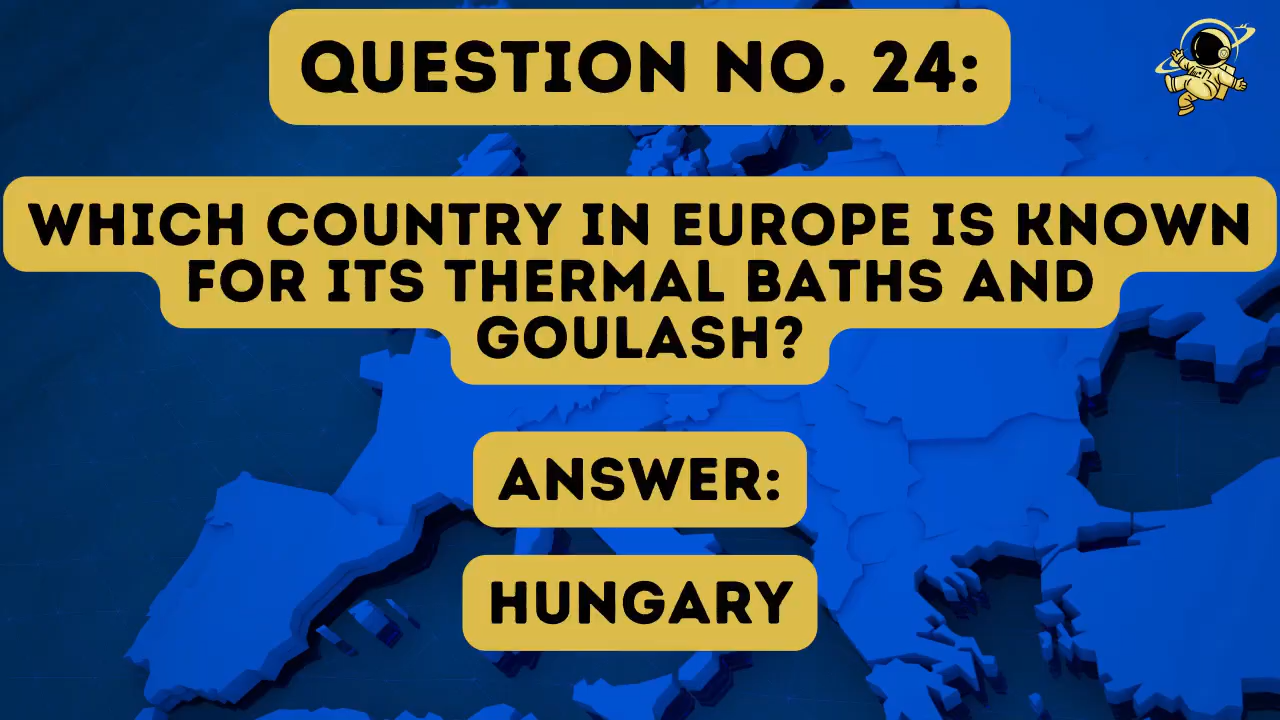 QUESTION NO. 24:
WHICH COUNTRY IN EUROPE IS KNOWN
FOR ITS THERMAL BATHS AND
GOULASH?
ANSWER:
HUNGARY